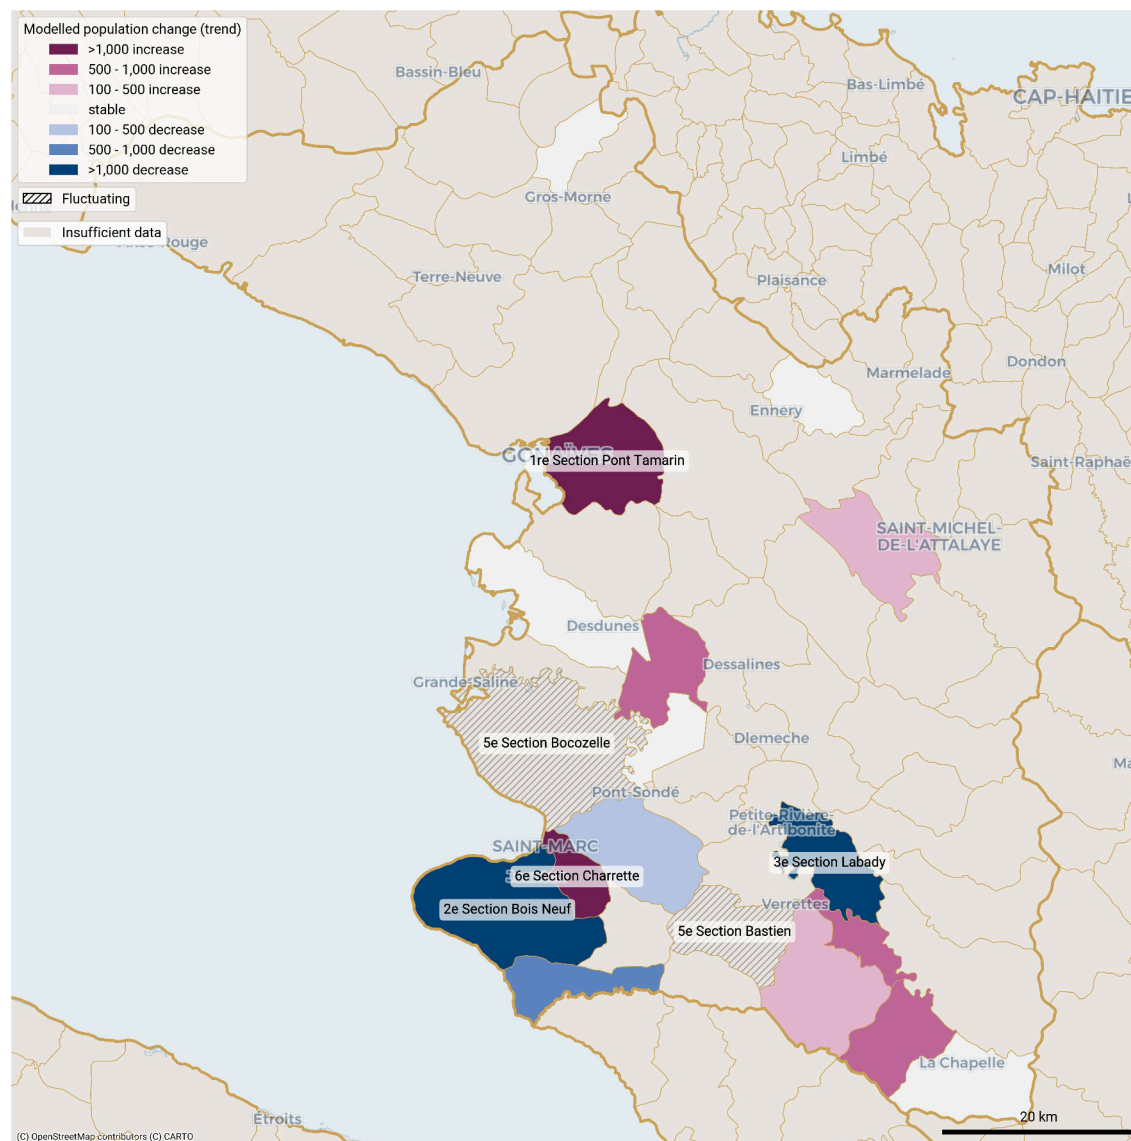 Modelled population change (trend)
>1,000 increase
500 - 1,000 increase
100 - 500 increase
stable
100 - 500 decrease
500 - 1,000 decrease
>1,000 decrease
Fluctuating
Insufficient data
Bassin-Bleu
Bas-Limbé
CAP-HAITIE
Limbé
Gros-Morne
Rouge
Terre-Neuve
Plaisance
Milot
Marmelade
Dondon
Ennery
1re Section Pont Tamarin
Saint-Raphaë
SAINT-MICHEL-
DE-L'ATTALAYE
Desdunes
Dessalines
Grande-Saline
5e Section Bocozelle
Dlemeche
Ma
Pont-Sondé
Petite-Rivière-
de-l'Artibonite
SAINT-MARC
3e Section Labady
6e Section Charrette
Verrettes
2e Section Bois Neuf
5e Section Bastien
La Chapelle
Étroits
20 km
(C) OpenStreetMap contributors (C) CARTO